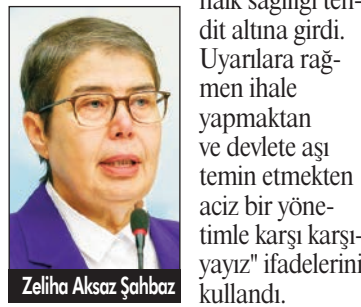 halk sağlığı teh-
dit altına girdi.
Uyarılara rağ-
men ihale
yapmaktan
ve devlete aşı
temin etmekten
aciz bir yöne-
timle karşı karşı-
yayız" ifadelerini
kullandı.
Zeliha Aksaz Şahbaz